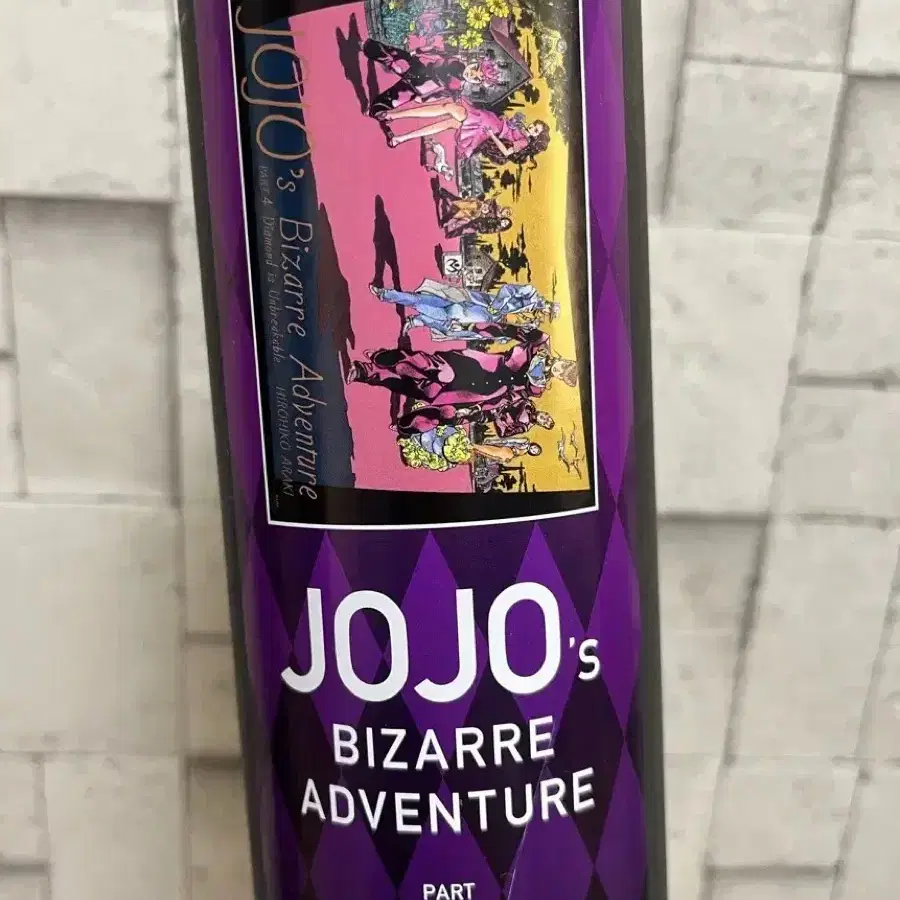 JOJO's Bizarre Adventure
PART 4 Diamond is Unbreakable HIROHIKO ARAKI
JOJO's
BIZARRE
ADVENTURE
PART